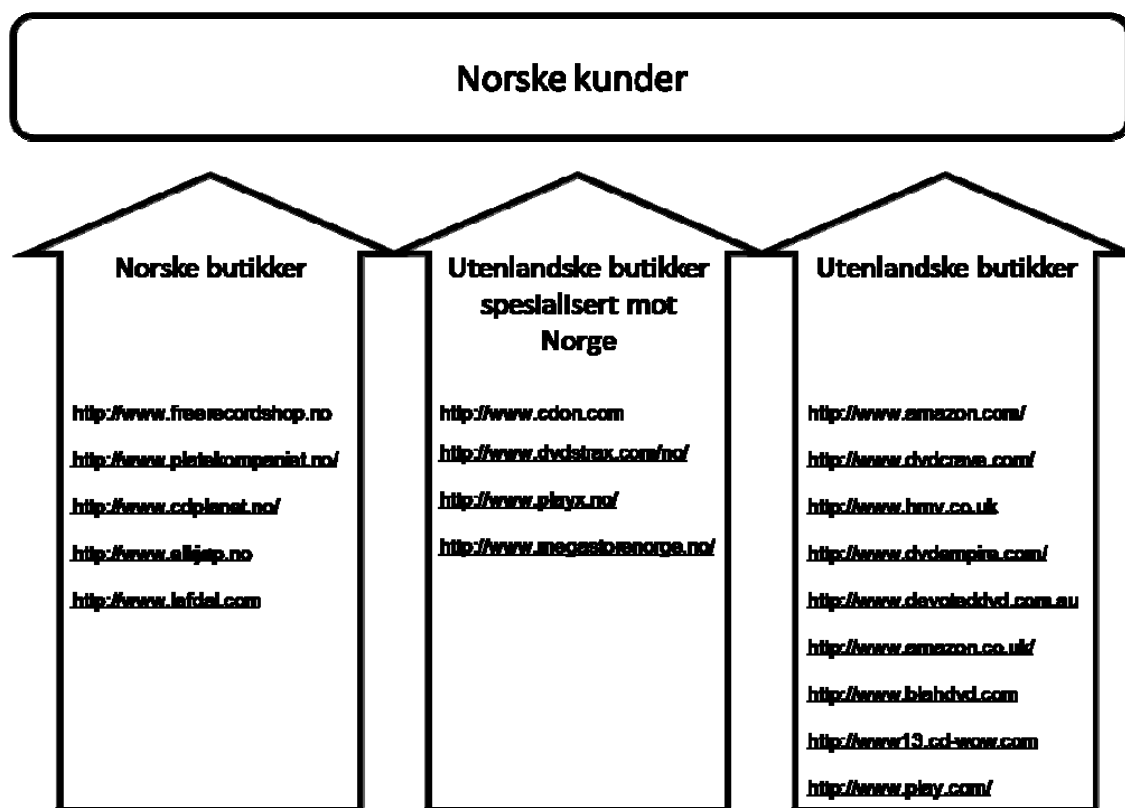 Norske kunder
Norske butikker
http://www.freerecordshop.no
http://www.platekompaniet.no/
http://www.cdplanet.no/
http://www.elkjøp.no
http://www.lefdal.com
Utenlandske butikker
spesialisert mot
Norge
http://www.cdon.com
http://www.dvdstrax.com/no/
http://www.playx.no/
http://www.megastorenorge.no/
Utenlandske butikker
http://www.amazon.com/
http://www.dvdcrave.com/
http://www.hmv.co.uk
http://www.dvdempire.com/
http://www.devoteddvd.com.au
http://www.amazon.co.uk/
http://www.blahdvd.com
http://www13.cd-wow.com
http://www.play.com/